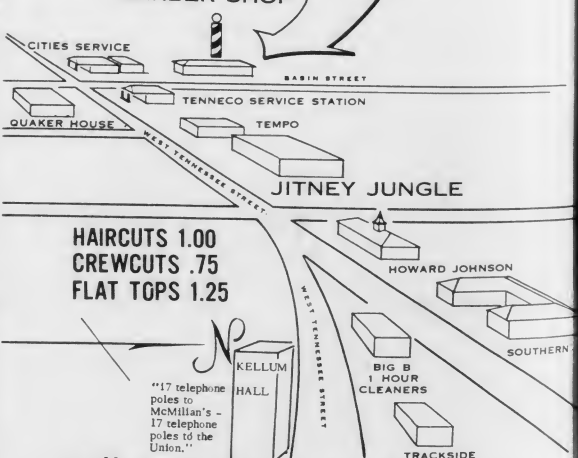 BARBER SHOP
CITIES SERVICE
BASIN STREET
TENNECO SERVICE STATION
QUAKER HOUSE
TEMPO
WEST TENNESSEE STREET
JITNEY JUNGLE
HAIRCUTS 1.00
CREWCUTS .75
FLAT TOPS 1.25
HOWARD JOHNSON
SOUTHERN
N
KELLUM
HALL
WEST TENNESSEE STREET
BIG B
1 HOUR
CLEANERS
"17 telephone
poles to
McMillan's -
17 telephone
poles to the
Union."
TRACKSIDE